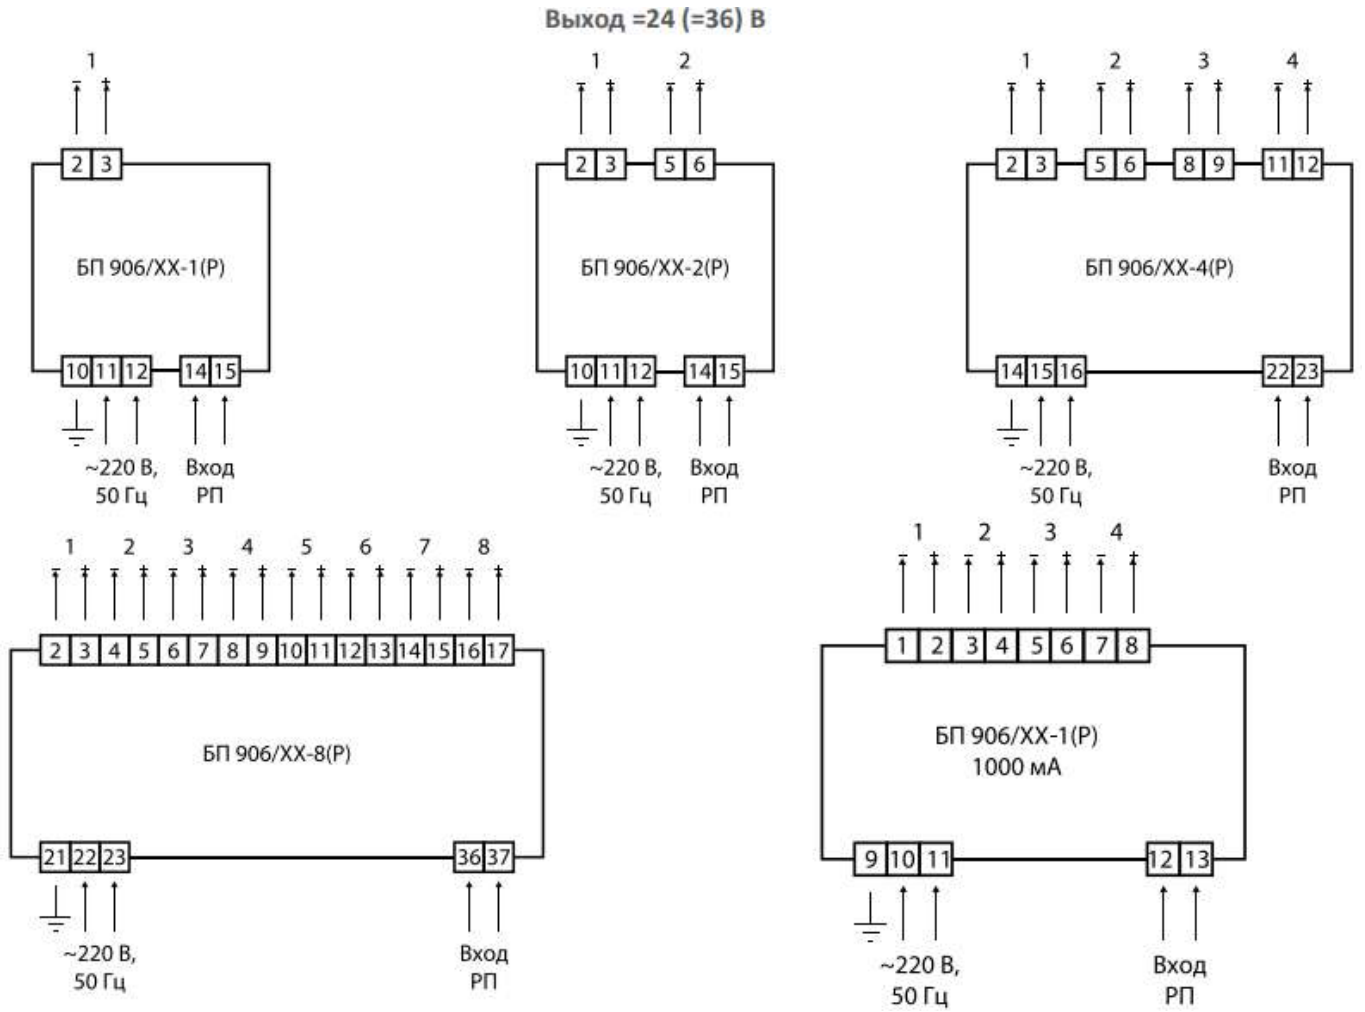 Выход =24 (=36) В
1
– +
2 3
БП 906/ХХ-1(Р)
10 11 12 14 15
~220 В, Вход
50 Гц РП
1 2
– + – +
2 3 5 6
БП 906/ХХ-2(Р)
10 11 12 14 15
~220 В, Вход
50 Гц РП
1 2 3 4
– + – + – + – +
2 3 5 6 8 9 11 12
БП 906/ХХ-4(Р)
14 15 16 22 23
~220 В, Вход
50 Гц РП
1 2 3 4 5 6 7 8
– + – + – + – + – + – + – + – +
2 3 4 5 6 7 8 9 10 11 12 13 14 15 16 17
БП 906/ХХ-8(Р)
21 22 23 36 37
~220 В, Вход
50 Гц РП
1 2 3 4
– + – + – + – +
1 2 3 4 5 6 7 8
БП 906/ХХ-1(Р)
1000 мА
9 10 11 12 13
~220 В, Вход
50 Гц РП